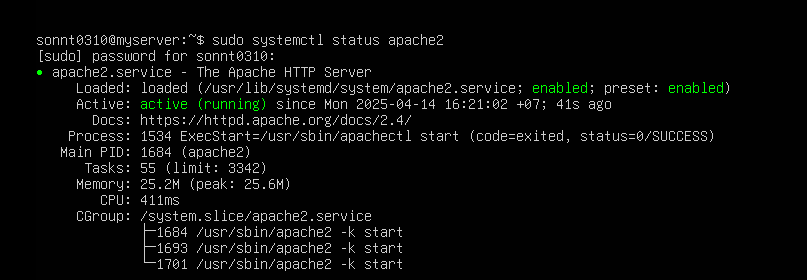 sonnt0310@myserver:~$ sudo systemctl status apache2
[sudo] password for sonnt0310:
● apache2.service - The Apache HTTP Server
Loaded: loaded (/usr/lib/systemd/system/apache2.service; enabled; preset: enabled)
Active: active (running) since Mon 2025-04-14 16:21:02 +07; 41s ago
Docs: https://httpd.apache.org/docs/2.4/
Process: 1534 ExecStart=/usr/sbin/apachectl start (code=exited, status=0/SUCCESS)
Main PID: 1684 (apache2)
Tasks: 55 (limit: 3342)
Memory: 25.2M (peak: 25.6M)
CPU: 411ms
CGroup: /system.slice/apache2.service
├─1684 /usr/sbin/apache2 -k start
├─1693 /usr/sbin/apache2 -k start
└─1701 /usr/sbin/apache2 -k start